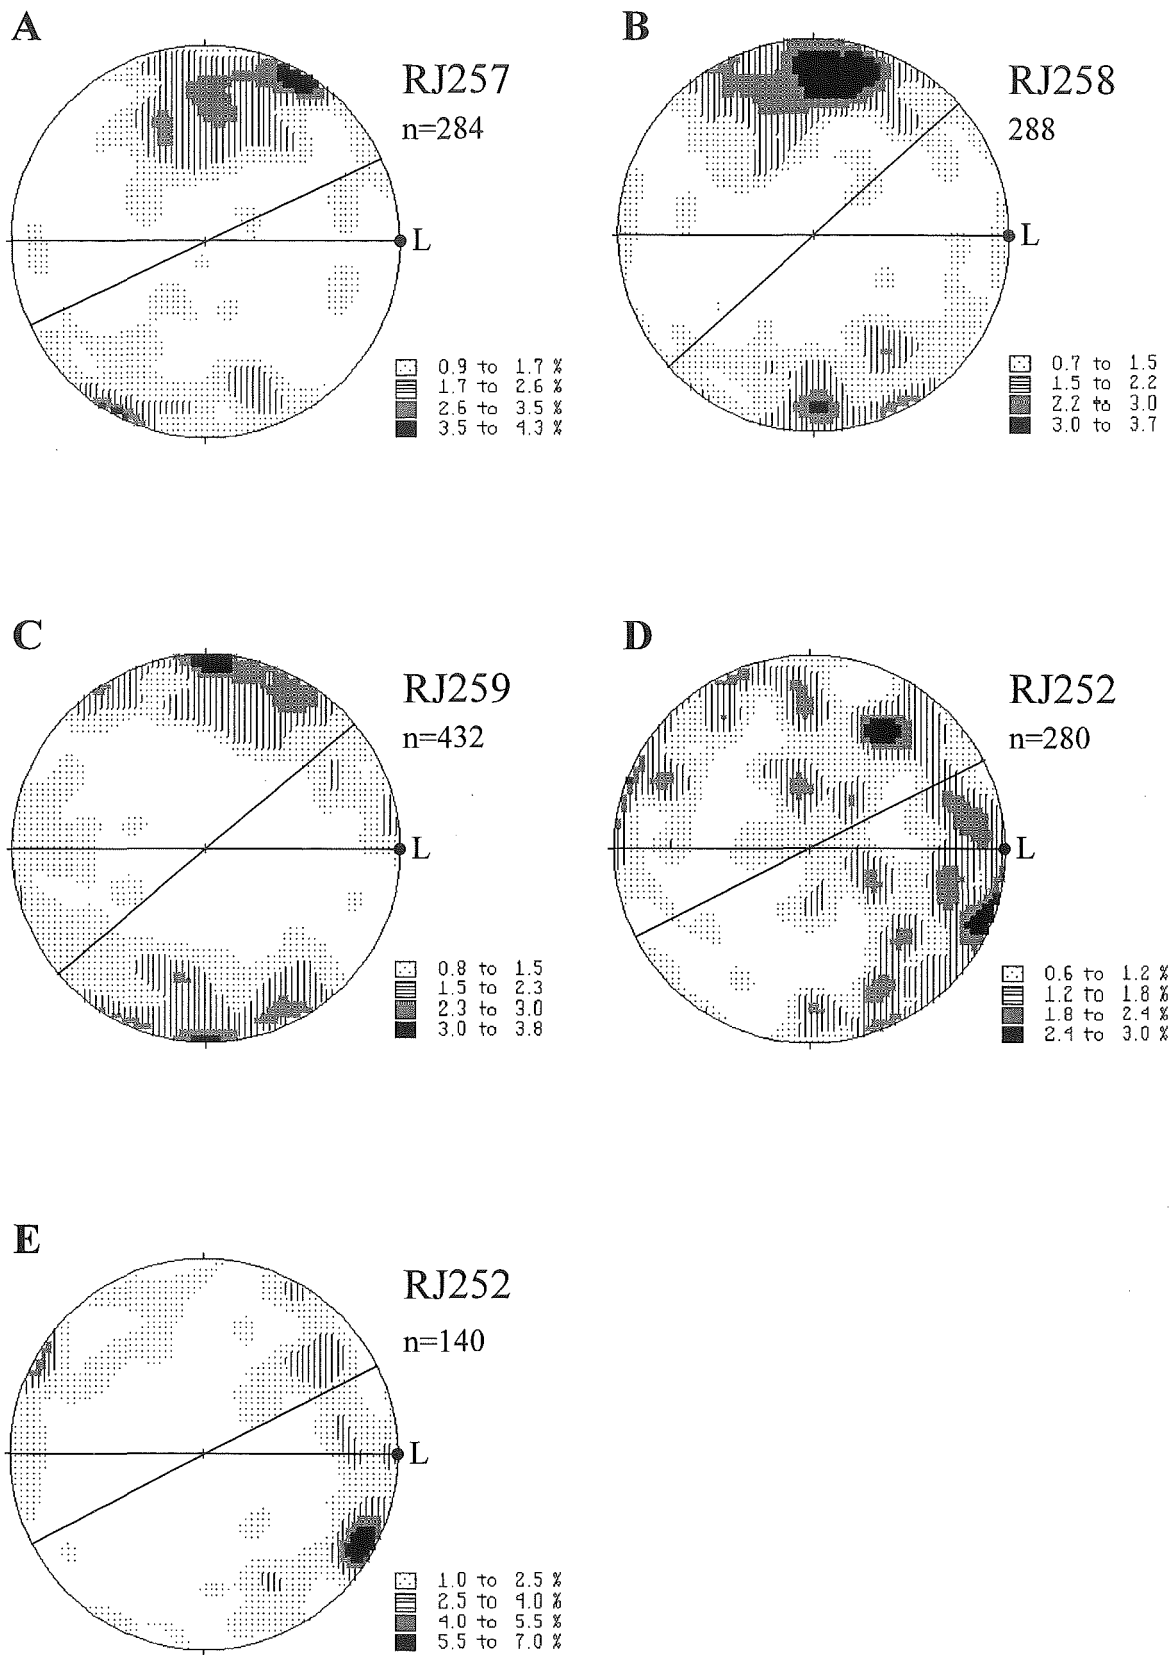 A
RJ257
n=284
L
0.9 to 1.7 %
1.7 to 2.6 %
2.6 to 3.5 %
3.5 to 4.3 %
B
RJ258
288
L
0.7 to 1.5
1.5 to 2.2
2.2 to 3.0
3.0 to 3.7
C
RJ259
n=432
L
0.8 to 1.5
1.5 to 2.3
2.3 to 3.0
3.0 to 3.8
D
RJ252
n=280
L
0.6 to 1.2 %
1.2 to 1.8 %
1.8 to 2.4 %
2.4 to 3.0 %
E
RJ252
n=140
L
1.0 to 2.5 %
2.5 to 4.0 %
4.0 to 5.5 %
5.5 to 7.0 %